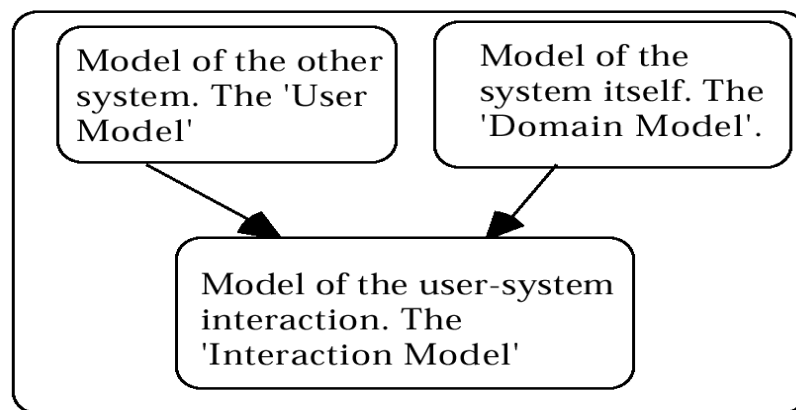 Model of the other
system. The 'User
Model'
Model of the
system itself. The
'Domain Model'.
Model of the user-system
interaction. The
'Interaction Model'